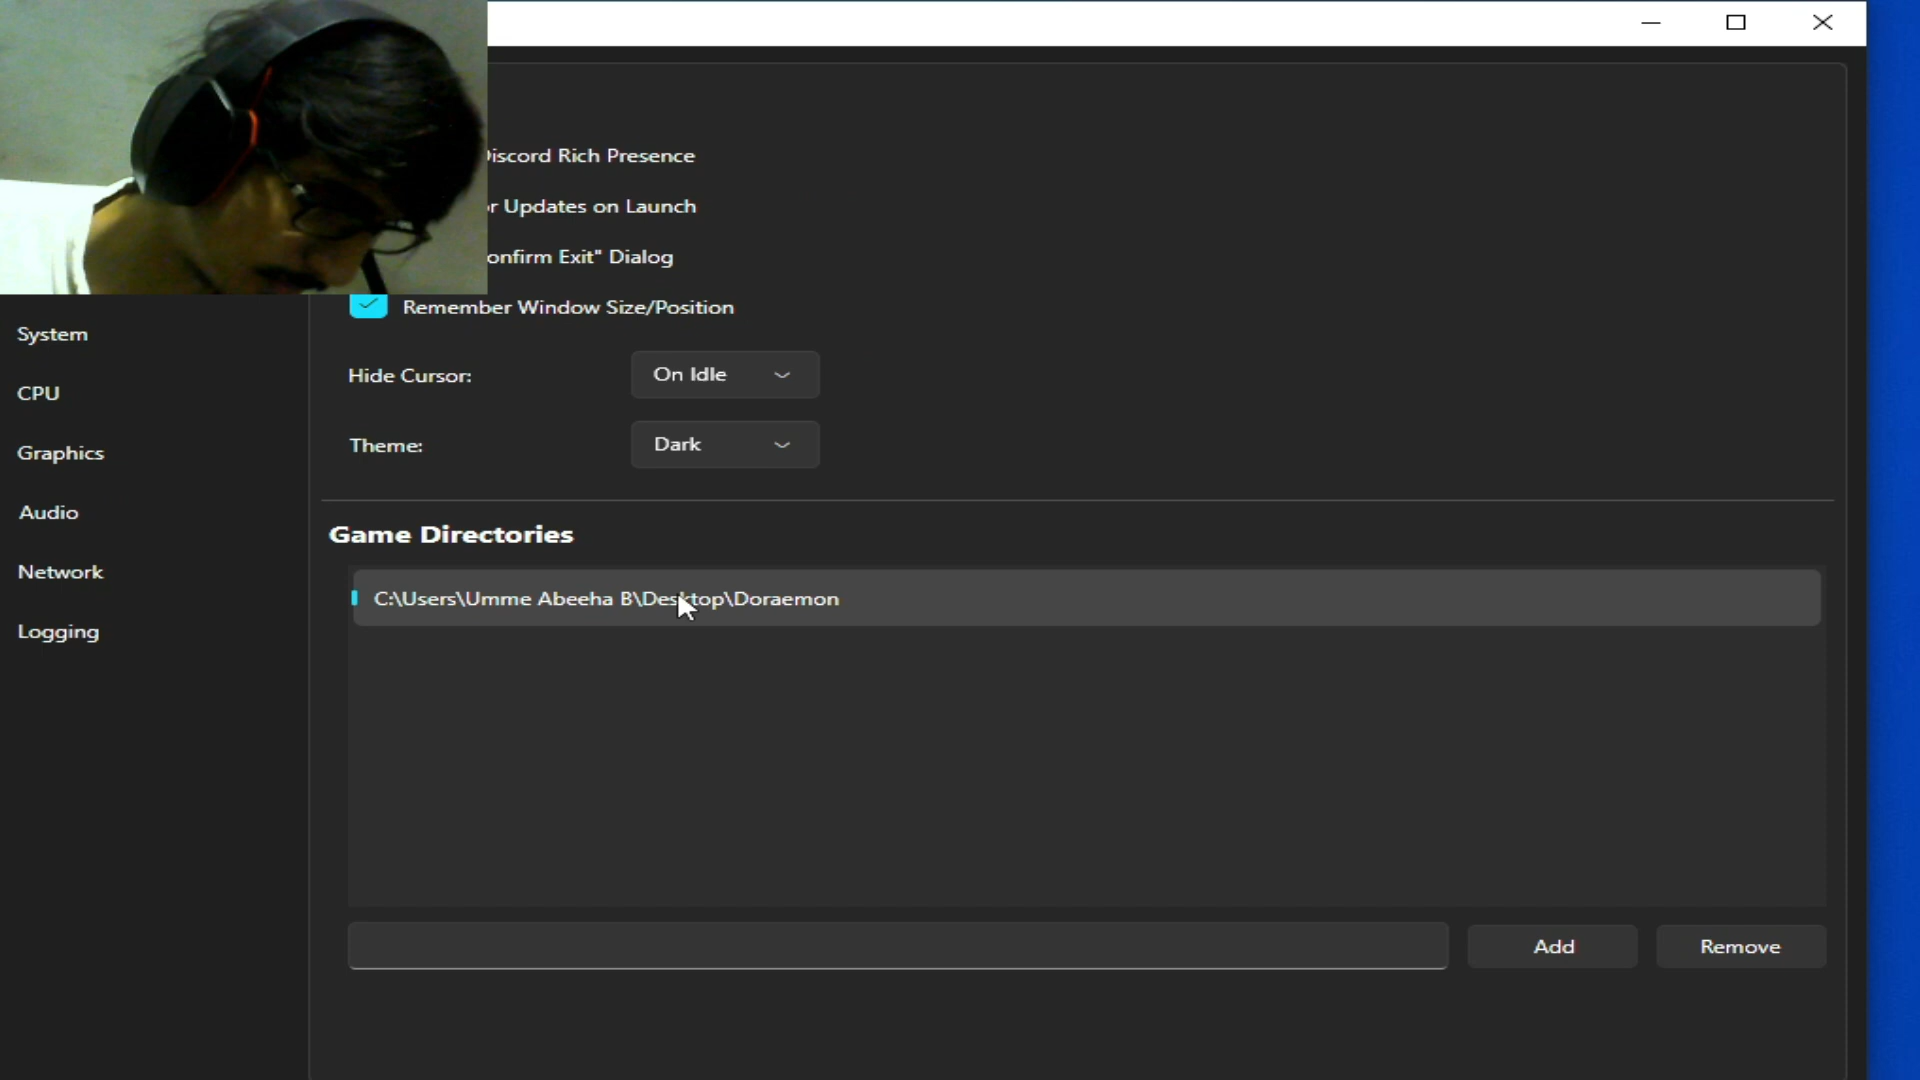 Discord Rich Presence
r Updates on Launch
onfirm Exit" Dialog
Remember Window Size/Position
System
Hide Cursor:
On Idle
CPU
Theme:
Dark
Graphics
Audio
Game Directories
Network
C:\Users\Umme Abeeha B\Desktop\Doraemon
Logging
Add
Remove